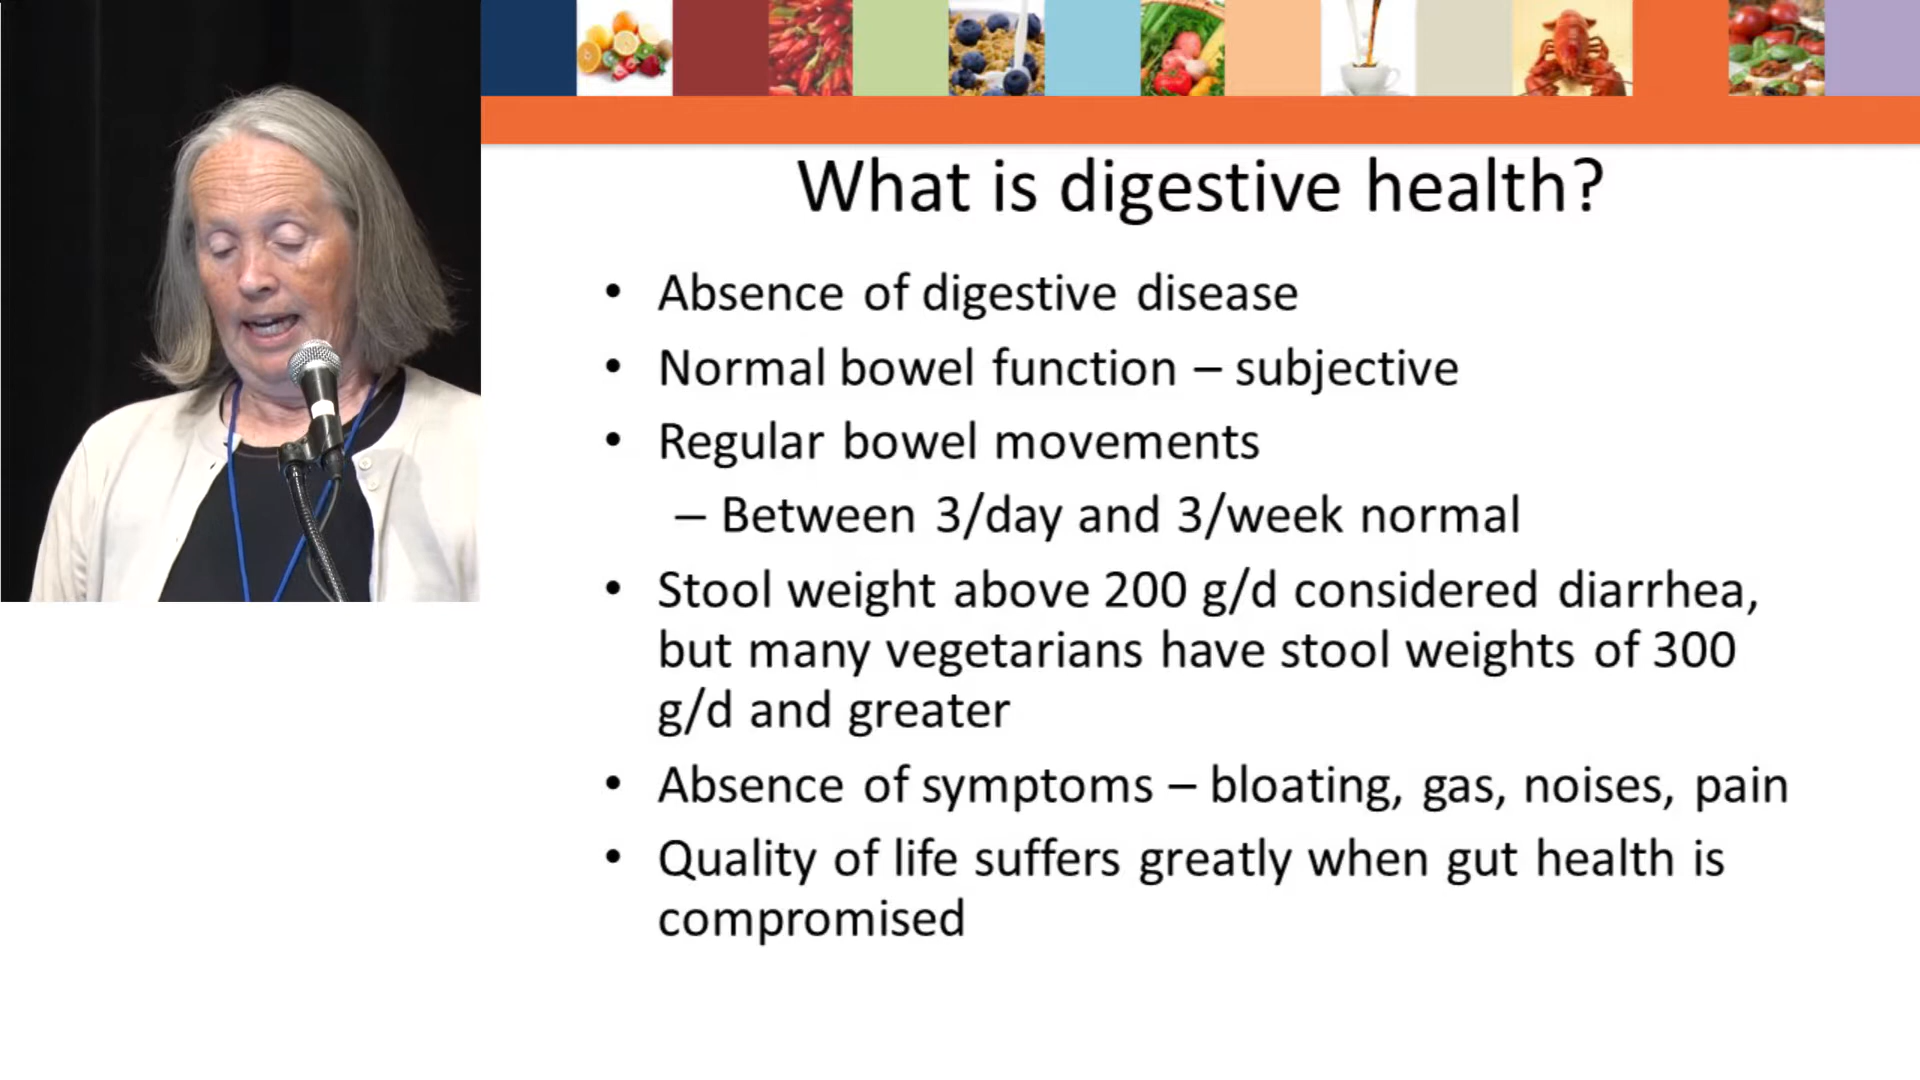 What is digestive health?
• Absence of digestive disease
• Normal bowel function – subjective
• Regular bowel movements
– Between 3/day and 3/week normal
• Stool weight above 200 g/d considered diarrhea,
but many vegetarians have stool weights of 300
g/d and greater
• Absence of symptoms – bloating, gas, noises, pain
• Quality of life suffers greatly when gut health is
compromised